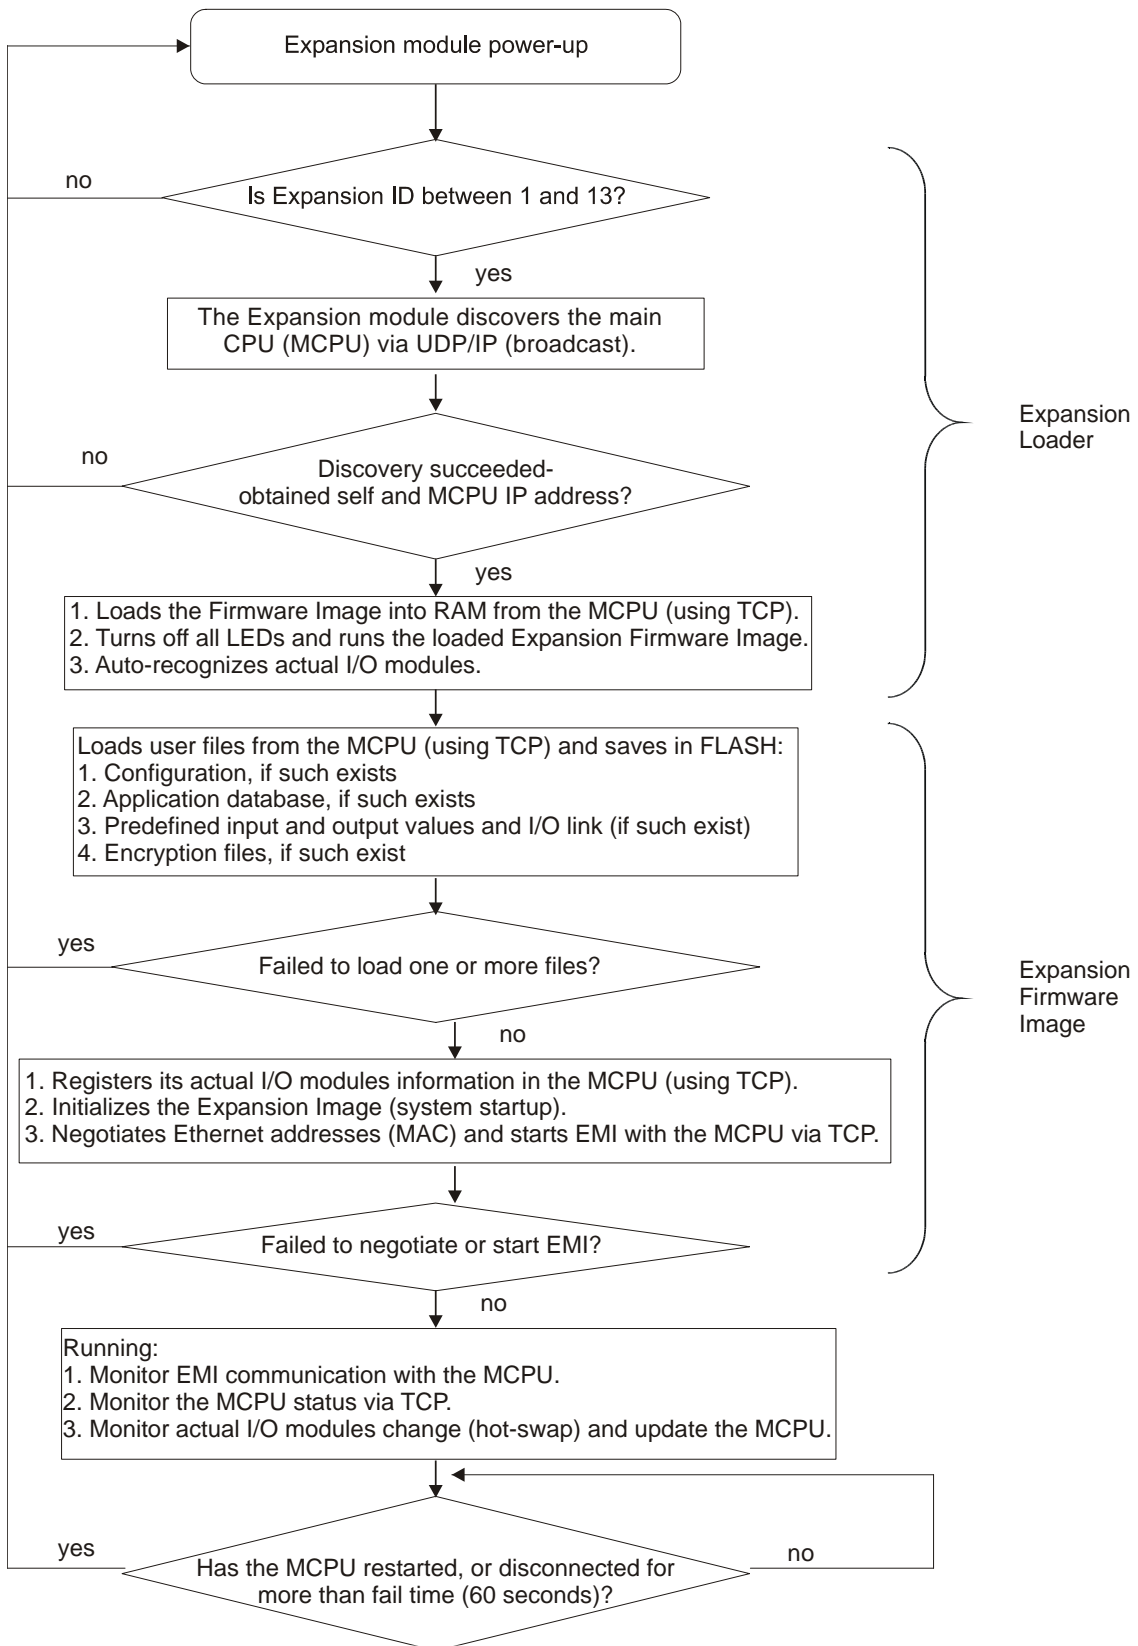 Expansion module power-up
no
Is Expansion ID between 1 and 13?
yes
The Expansion module discovers the main
CPU (MCPU) via UDP/IP (broadcast).
Expansion
Loader
no
Discovery succeeded-
obtained self and MCPU IP address?
yes
1. Loads the Firmware Image into RAM from the MCPU (using TCP).
2. Turns off all LEDs and runs the loaded Expansion Firmware Image.
3. Auto-recognizes actual I/O modules.
Loads user files from the MCPU (using TCP) and saves in FLASH:
1. Configuration, if such exists
2. Application database, if such exists
3. Predefined input and output values and I/O link (if such exist)
4. Encryption files, if such exist
yes
Failed to load one or more files?
Expansion
Firmware
Image
no
1. Registers its actual I/O modules information in the MCPU (using TCP).
2. Initializes the Expansion Image (system startup).
3. Negotiates Ethernet addresses (MAC) and starts EMI with the MCPU via TCP.
yes
Failed to negotiate or start EMI?
no
Running:
1. Monitor EMI communication with the MCPU.
2. Monitor the MCPU status via TCP.
3. Monitor actual I/O modules change (hot-swap) and update the MCPU.
yes
Has the MCPU restarted, or disconnected for
more than fail time (60 seconds)?
no